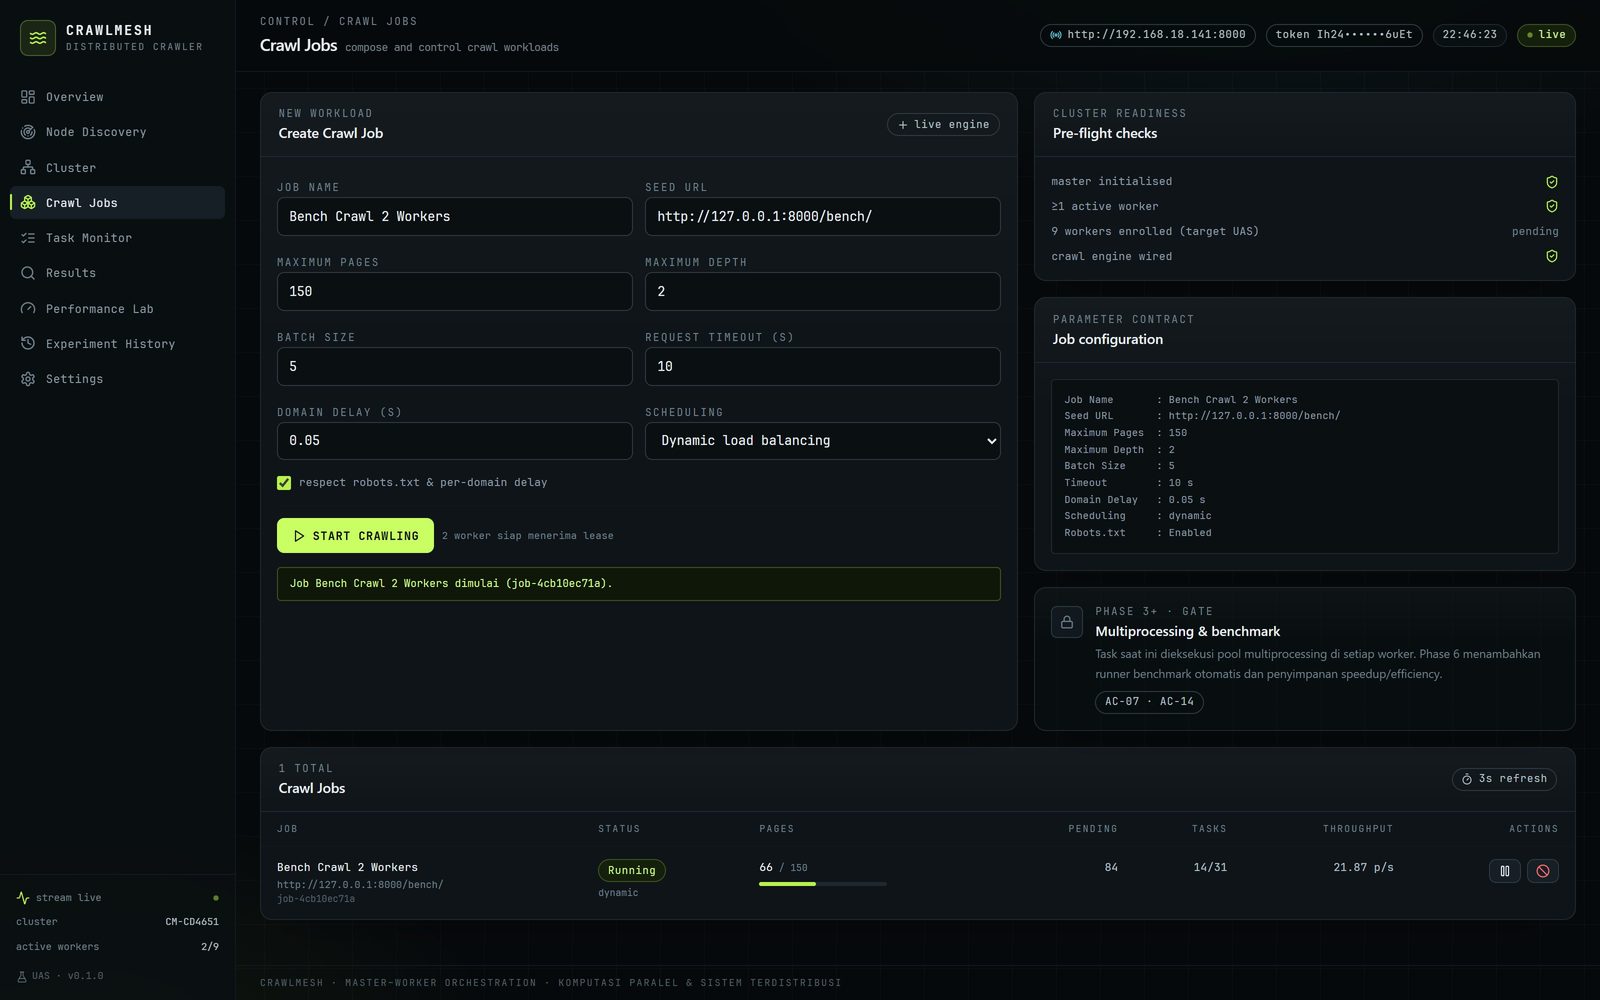 CRAWLMESH
DISTRIBUTED CRAWLER
Overview
Node Discovery
Cluster
Crawl Jobs
Task Monitor
Results
Performance Lab
Experiment History
Settings
stream live
cluster CM-CD4651
active workers 2/9
UAS · v0.1.0
CONTROL / CRAWL JOBS
Crawl Jobs compose and control crawl workloads
http://192.168.18.141:8000
token Ih24••••••6uEt
22:46:23
live
NEW WORKLOAD
Create Crawl Job
+ live engine
JOB NAME SEED URL
Bench Crawl 2 Workers http://127.0.0.1:8000/bench/
MAXIMUM PAGES MAXIMUM DEPTH
150 2
BATCH SIZE REQUEST TIMEOUT (S)
5 10
DOMAIN DELAY (S) SCHEDULING
0.05 Dynamic load balancing
respect robots.txt & per-domain delay
START CRAWLING 2 worker siap menerima lease
Job Bench Crawl 2 Workers dimulai (job-4cb10ec71a).
CLUSTER READINESS
Pre-flight checks
master initialised
≥1 active worker
9 workers enrolled (target UAS) pending
crawl engine wired
PARAMETER CONTRACT
Job configuration
Job Name : Bench Crawl 2 Workers
Seed URL : http://127.0.0.1:8000/bench/
Maximum Pages : 150
Maximum Depth : 2
Batch Size : 5
Timeout : 10 s
Domain Delay : 0.05 s
Scheduling : dynamic
Robots.txt : Enabled
PHASE 3+ · GATE
Multiprocessing & benchmark
Task saat ini dieksekusi pool multiprocessing di setiap worker. Phase 6 menambahkan
runner benchmark otomatis dan penyimpanan speedup/efficiency.
AC-07 · AC-14
1 TOTAL
Crawl Jobs
3s refresh
JOB STATUS PAGES PENDING TASKS THROUGHPUT ACTIONS
Bench Crawl 2 Workers Running 66 / 150 84 14/31 21.87 p/s
http://127.0.0.1:8000/bench/ dynamic
job-4cb10ec71a
CRAWLMESH · MASTER-WORKER ORCHESTRATION · KOMPUTASI PARALEL & SISTEM TERDISTRIBUSI